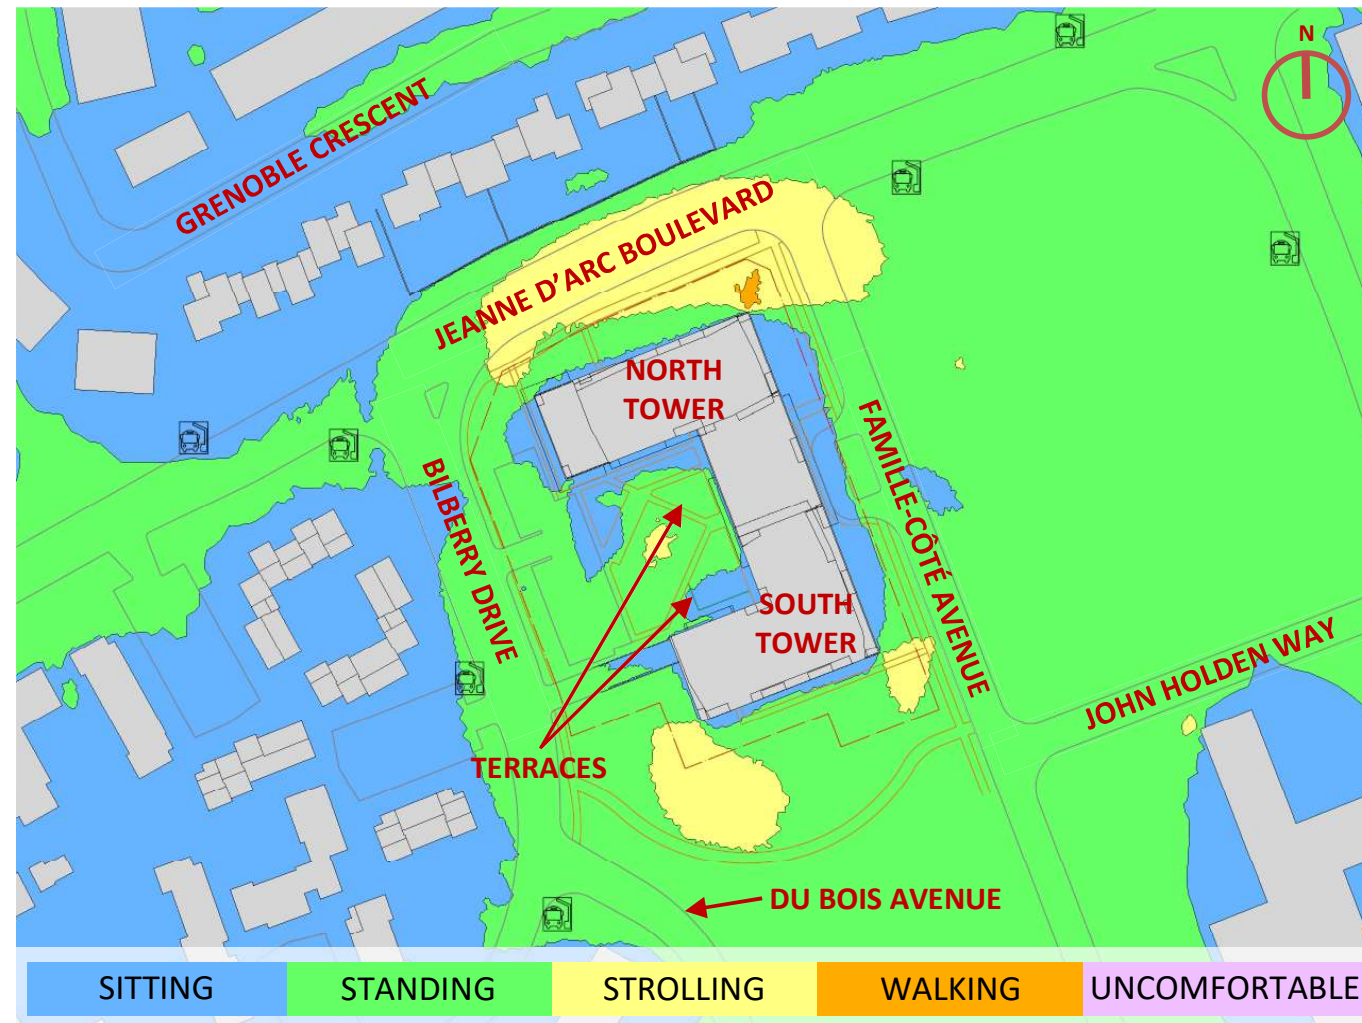 N
GRENOBLE CRESCENT
JEANNE D'ARC BOULEVARD
NORTH
TOWER
FAMILLE-CÔTÉ AVENUE
BILBERRY DRIVE
SOUTH
TOWER
JOHN HOLDEN WAY
TERRACES
DU BOIS AVENUE
SITTING
STANDING
STROLLING
WALKING
UNCOMFORTABLE